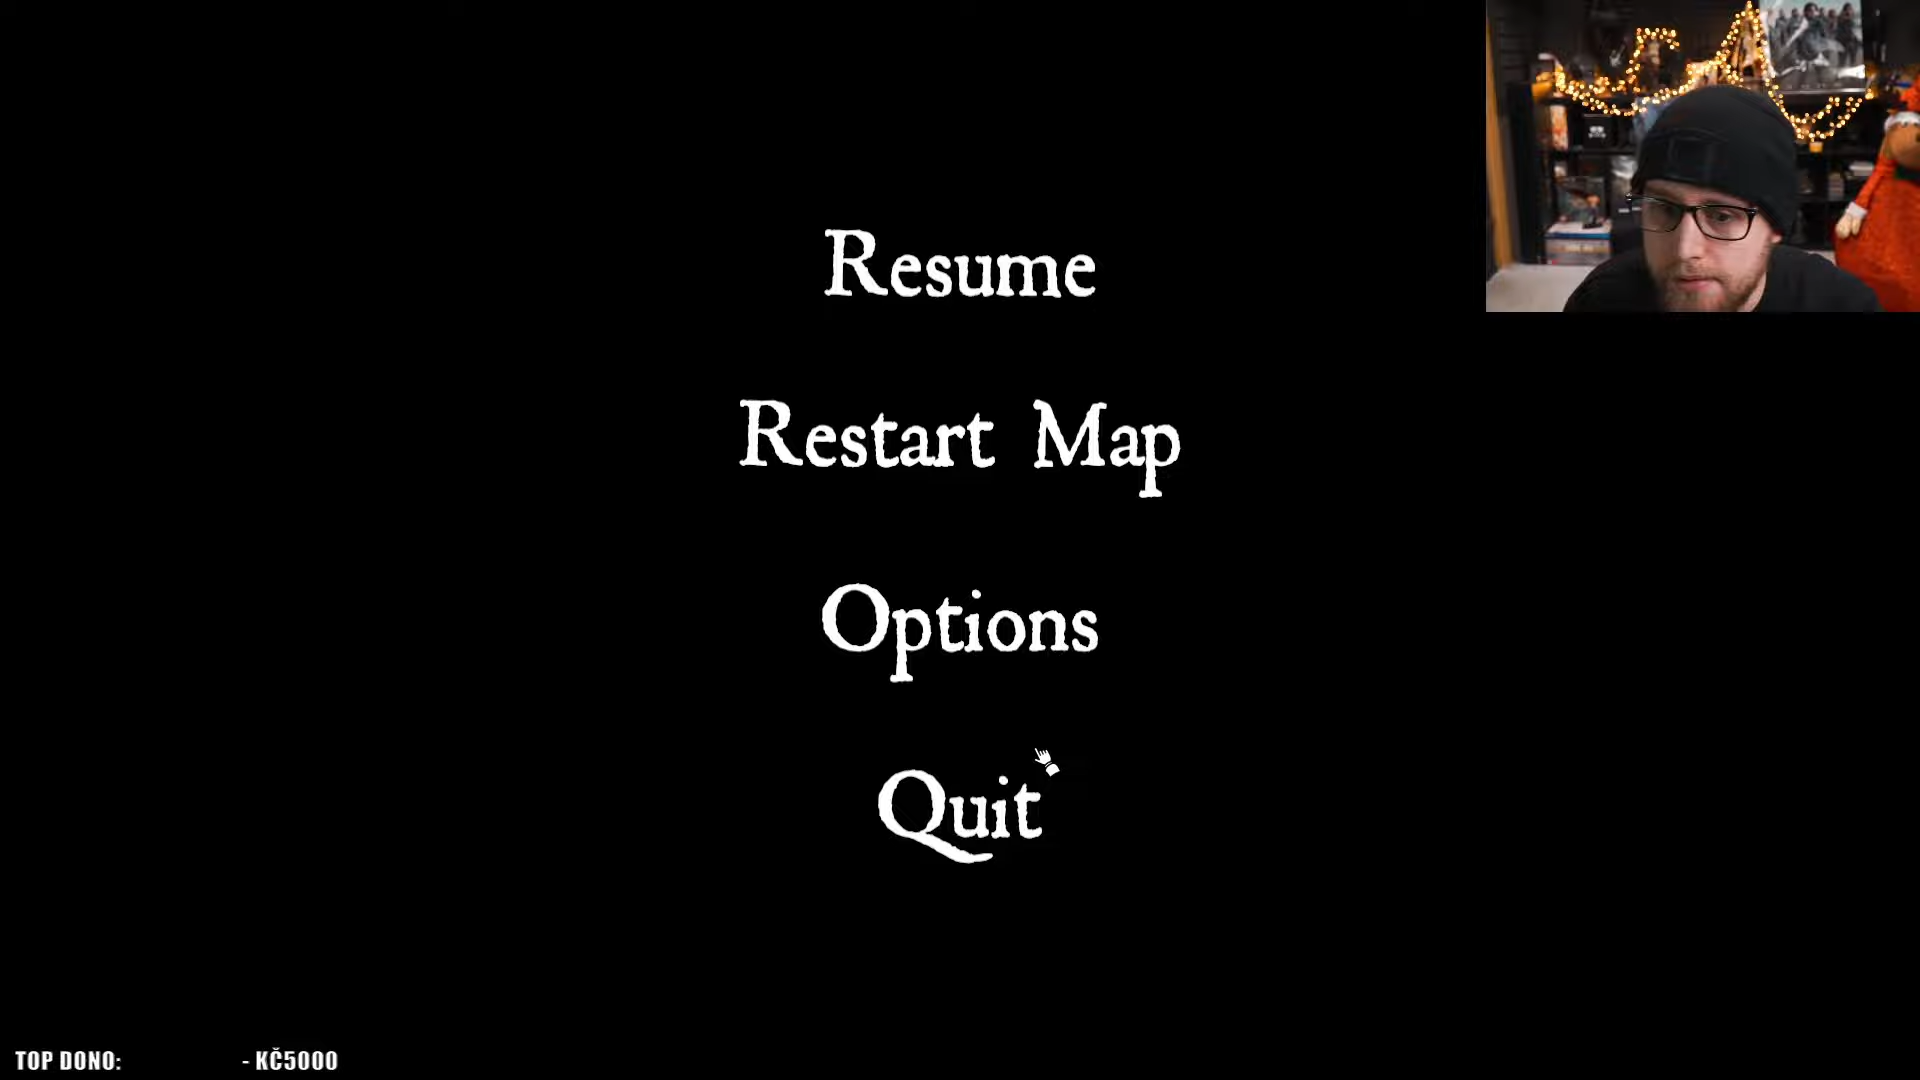 Resume
Restart Map
Options
Quit
TOP DONO: - KČ5000